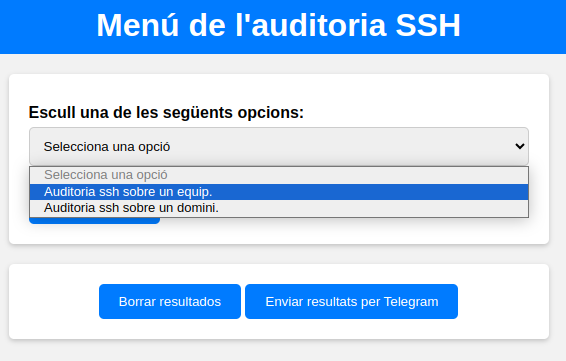 Menú de l'auditoria SSH
Escull una de les següents opcions:
Selecciona una opció
Selecciona una opció
Auditoria ssh sobre un equip.
Auditoria ssh sobre un domini.
Borrar resultados
Enviar resultats per Telegram